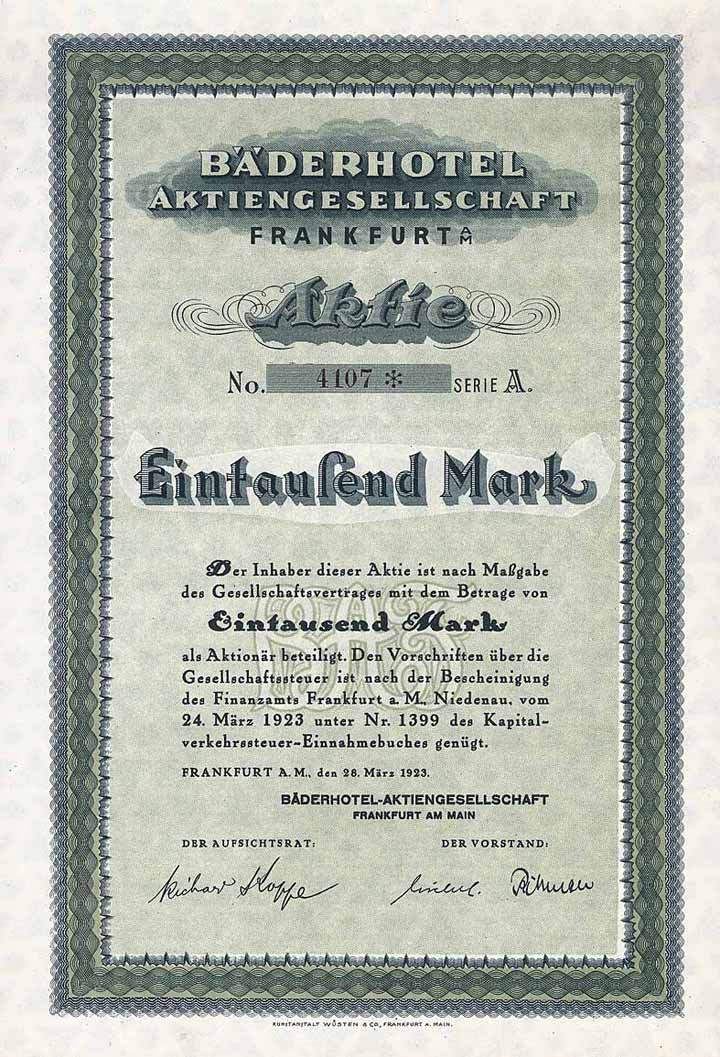 BÄDERHOTEL
AKTIENGESELLSCHAFT
FRANKFURT A M
Aktie
No. 4107 * SERIE A.
Eintauſend Mark
Der Inhaber dieser Aktie ist nach Maßgabe
des Gesellschaftsvertrages mit dem Betrage von
Eintausend Mark
als Aktionär beteiligt. Den Vorschriften über die
Gesellschaftssteuer ist nach der Bescheinigung
des Finanzamts Frankfurt a. M., Niedenau, vom
24. März 1923 unter Nr. 1399 des Kapital-
verkehrssteuer-Einnahmebuches genügt.
FRANKFURT A. M., den 28. März 1923.
BÄDERHOTEL-AKTIENGESELLSCHAFT
FRANKFURT AM MAIN
DER AUFSICHTSRAT: DER VORSTAND:
Richard Koppe
KUNSTANSTALT WÜSTEN & CO., FRANKFURT A. MAIN.